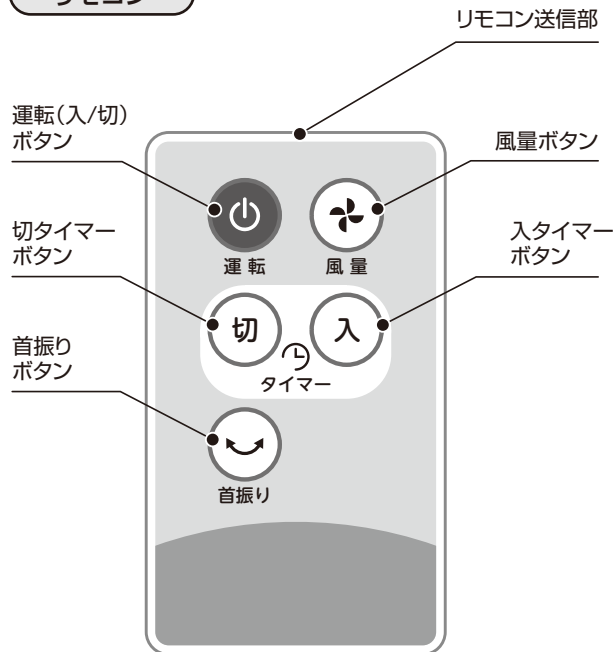 リモコン
リモコン送信部
運転(入/切)
ボタン
風量ボタン
運転
風量
切タイマー
ボタン
入タイマー
ボタン
切
入
タイマー
首振り
ボタン
首振り